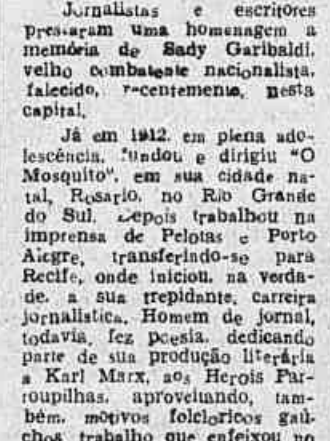 Jornalistas e escritores
prestaram uma homenagem a
memória de Sady Garibaldi,
velho combatente nacionalista,
falecido, recentemente, nesta
capital.
Já em 1912, em plena ado-
lescência, fundou e dirigiu "O
Mosquito", em sua cidade na-
tal, Rosario, no Rio Grande
do Sul. Depois trabalhou na
imprensa de Pelotas e Porto
Alegre, transferindo-se para
Recife, onde iniciou, na verda-
de, a sua trepidante, carreira
jornalistica. Homem de jornal,
todavia, fez poesia, dedicando
parte de sua produção literária
a Karl Marx, aos Herois Far-
roupilhas, aproveitando, tam-
bém, motivos folcloricos gaú-
chos, trabalho que enfeixou no